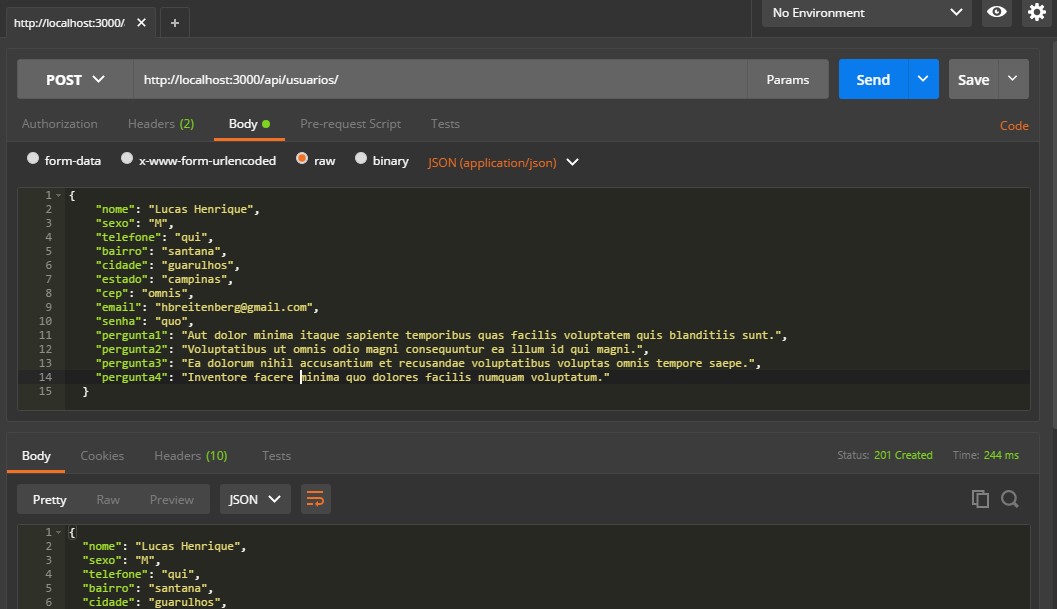 http://localhost:3000/ ✕ +
No Environment
POST http://localhost:3000/api/usuarios/ Params Send Save
Authorization Headers (2) Body Pre-request Script Tests Code
form-data x-www-form-urlencoded raw binary JSON (application/json)
1 {
2 "nome": "Lucas Henrique",
3 "sexo": "M",
4 "telefone": "qui",
5 "bairro": "santana",
6 "cidade": "guarulhos",
7 "estado": "campinas",
8 "cep": "omnis",
9 "email": "hbreitenberg@gmail.com",
10 "senha": "quo",
11 "pergunta1": "Aut dolor minima itaque sapiente temporibus quas facilis voluptatem quis blanditiis sunt.",
12 "pergunta2": "Voluptatibus ut omnis odio magni consequuntur ea illum id qui magni.",
13 "pergunta3": "Ea dolorum nihil accusantium et recusandae voluptatibus voluptas omnis tempore saepe.",
14 "pergunta4": "Inventore facere minima quo dolores facilis numquam voluptatum."
15 }
Body Cookies Headers (10) Tests Status: 201 Created Time: 244 ms
Pretty Raw Preview JSON
1 {
2 "nome": "Lucas Henrique",
3 "sexo": "M",
4 "telefone": "qui",
5 "bairro": "santana",
6 "cidade": "guarulhos",